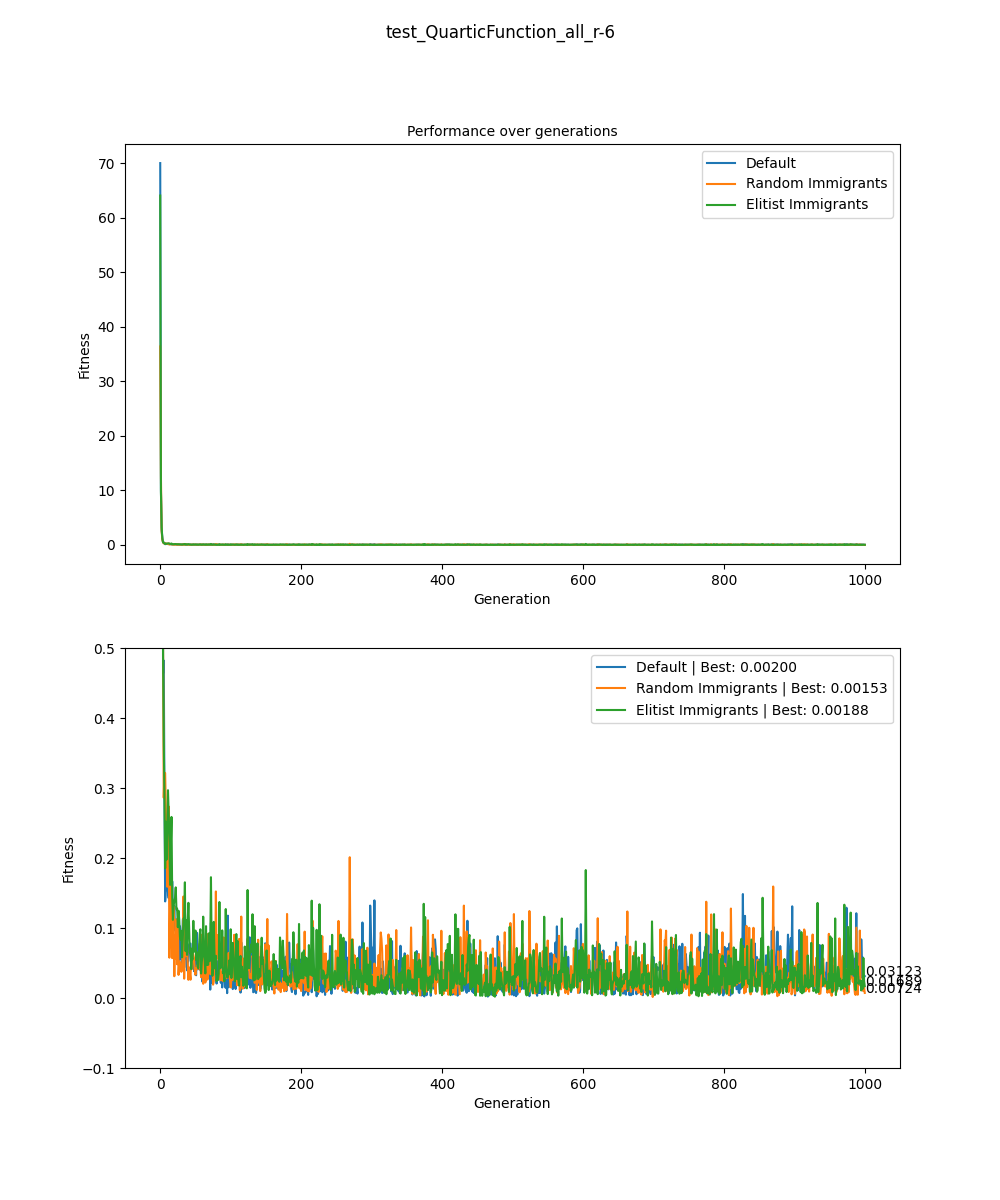 test_QuarticFunction_all_r-6
Performance over generations
70
60
50
40
30
20
10
0
Fitness
Default
Random Immigrants
Elitist Immigrants
0 200 400 600 800 1000
Generation
0.5
0.4
0.3
0.2
0.1
0.0
−0.1
Fitness
Default | Best: 0.00200
Random Immigrants | Best: 0.00153
Elitist Immigrants | Best: 0.00188
0.03123
0.01689
0.00724
0 200 400 600 800 1000
Generation